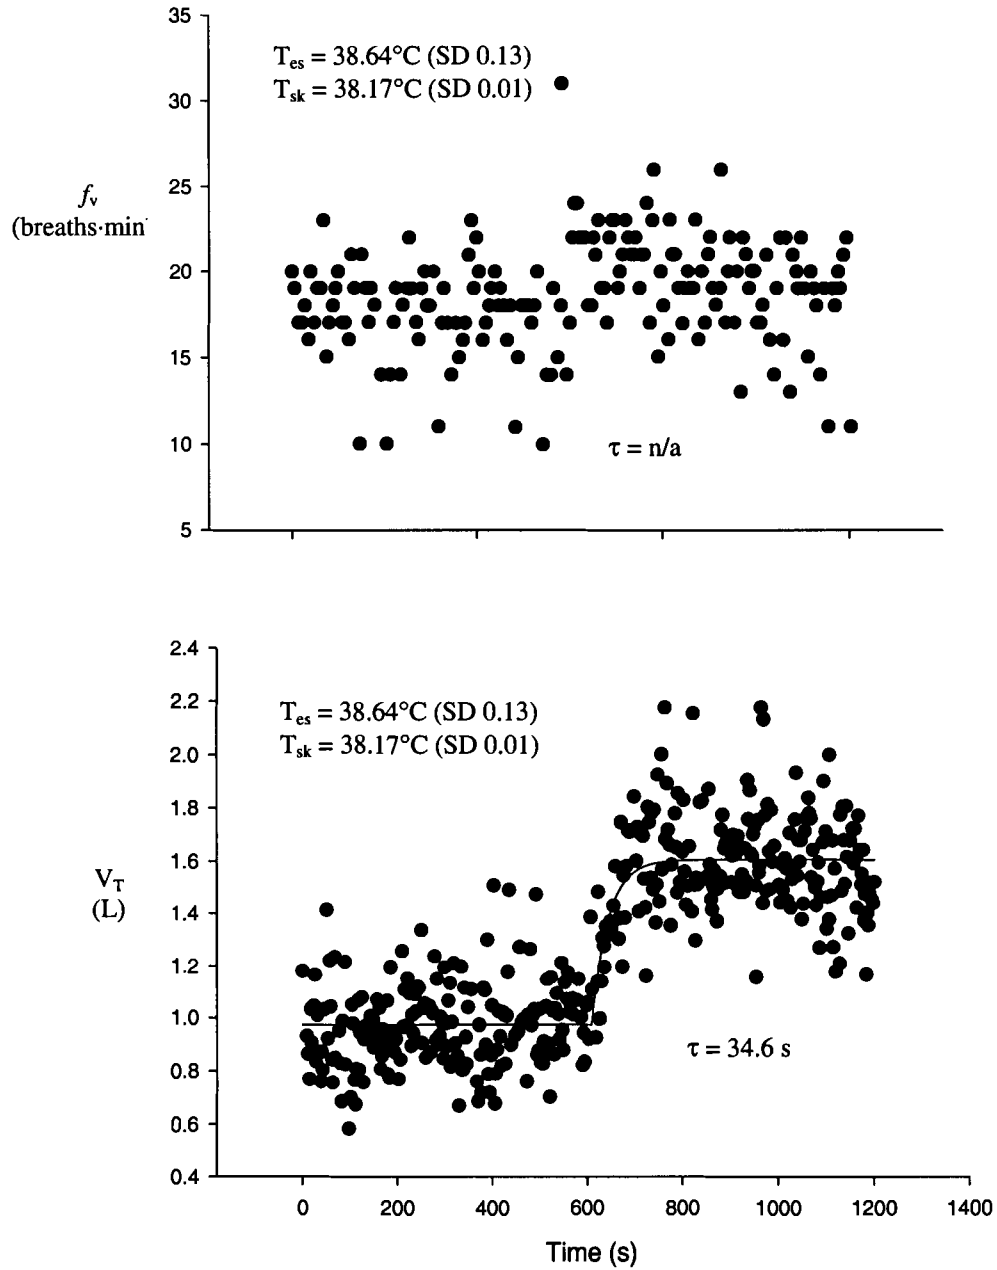 35
T_es = 38.64°C (SD 0.13)
T_sk = 38.17°C (SD 0.01)
30
25
f_v
(breaths·min
20
15
10
τ = n/a
5
2.4
2.2
T_es = 38.64°C (SD 0.13)
T_sk = 38.17°C (SD 0.01)
2.0
1.8
1.6
V_T
(L)
1.4
1.2
1.0
τ = 34.6 s
0.8
0.6
0.4
0 200 400 600 800 1000 1200 1400
Time (s)